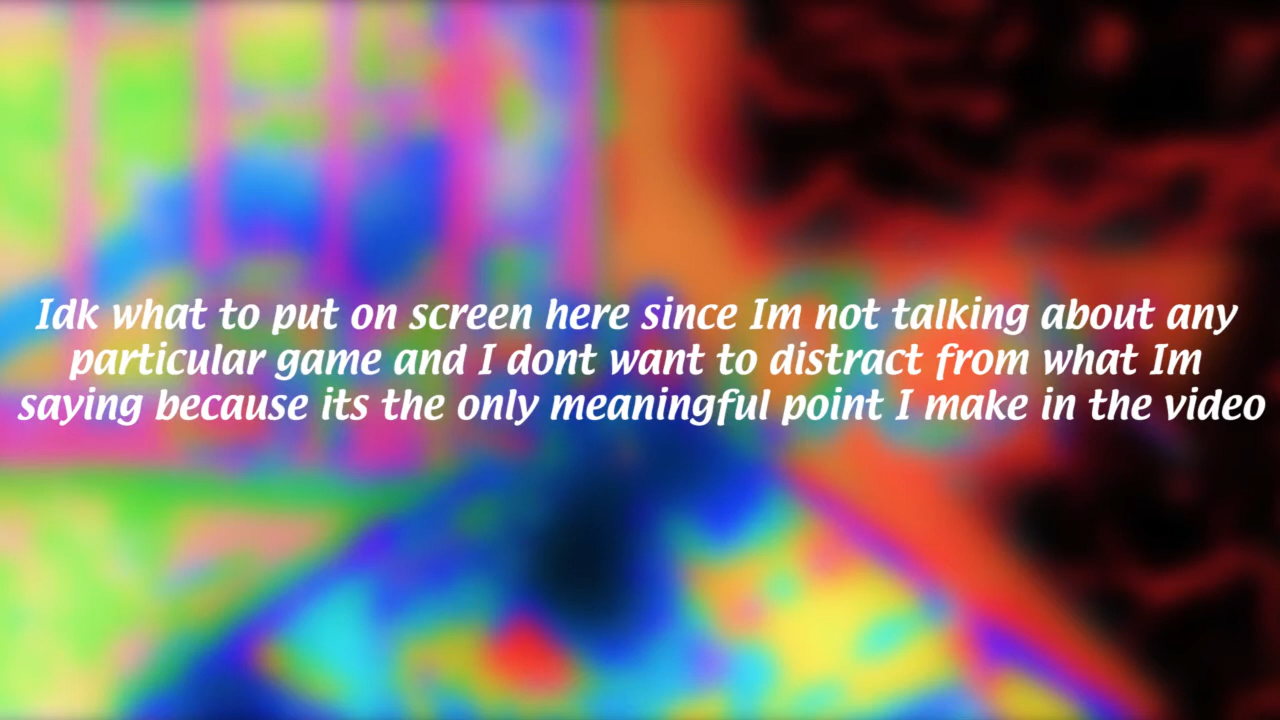 Idk what to put on screen here since Im not talking about any
particular game and I dont want to distract from what Im
saying because its the only meaningful point I make in the video